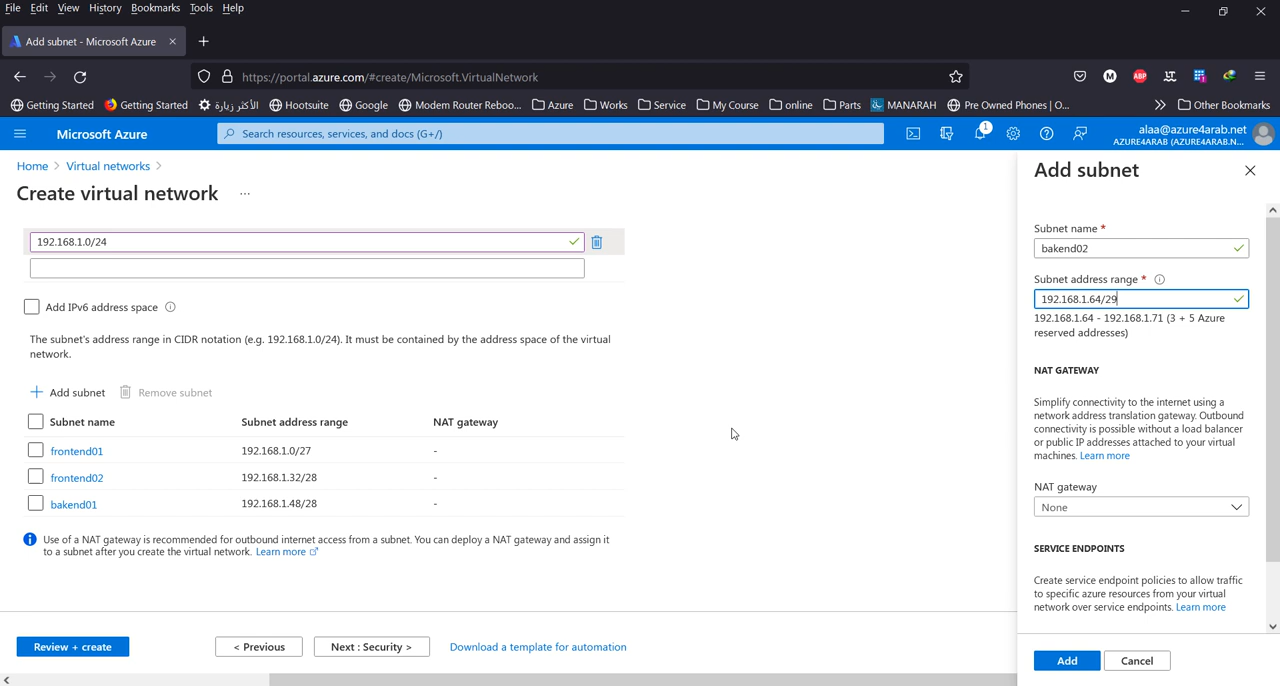 File Edit View History Bookmarks Tools Help
Add subnet - Microsoft Azure
https://portal.azure.com/#create/Microsoft.VirtualNetwork
M ABP
Getting Started Getting Started الأكثر زيارة Hootsuite Google Modem Router Reboo... Azure Works Service My Course online Parts MANARAH Pre Owned Phones | O... Other Bookmarks
Microsoft Azure
Search resources, services, and docs (G+/)
1
alaa@azure4arab.net
AZURE4ARAB (AZURE4ARAB.N...
Home > Virtual networks >
Create virtual network ...
192.168.1.0/24
Add IPv6 address space
The subnet's address range in CIDR notation (e.g. 192.168.1.0/24). It must be contained by the address space of the virtual
network.
+ Add subnet Remove subnet
Subnet name Subnet address range NAT gateway
frontend01 192.168.1.0/27 -
frontend02 192.168.1.32/28 -
bakend01 192.168.1.48/28 -
Use of a NAT gateway is recommended for outbound internet access from a subnet. You can deploy a NAT gateway and assign it
to a subnet after you create the virtual network. Learn more
Review + create < Previous Next : Security > Download a template for automation
Add subnet
Subnet name *
bakend02
Subnet address range *
192.168.1.64/29
192.168.1.64 - 192.168.1.71 (3 + 5 Azure
reserved addresses)
NAT GATEWAY
Simplify connectivity to the internet using a
network address translation gateway. Outbound
connectivity is possible without a load balancer
or public IP addresses attached to your virtual
machines. Learn more
NAT gateway
None
SERVICE ENDPOINTS
Create service endpoint policies to allow traffic
to specific azure resources from your virtual
network over service endpoints. Learn more
Add Cancel